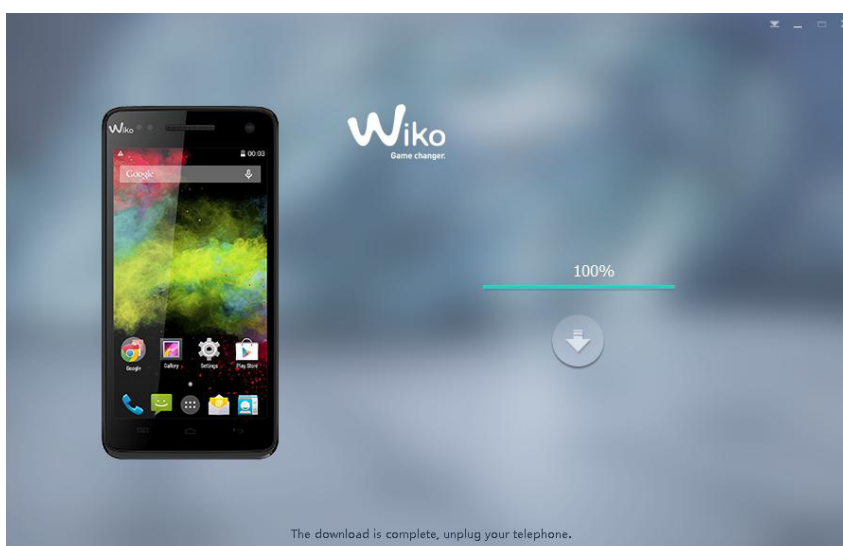 Wiko
Game changer.
Wiko
00:03
Google
100%
Google
Gallery
Settings
Play Store
The download is complete, unplug your telephone.